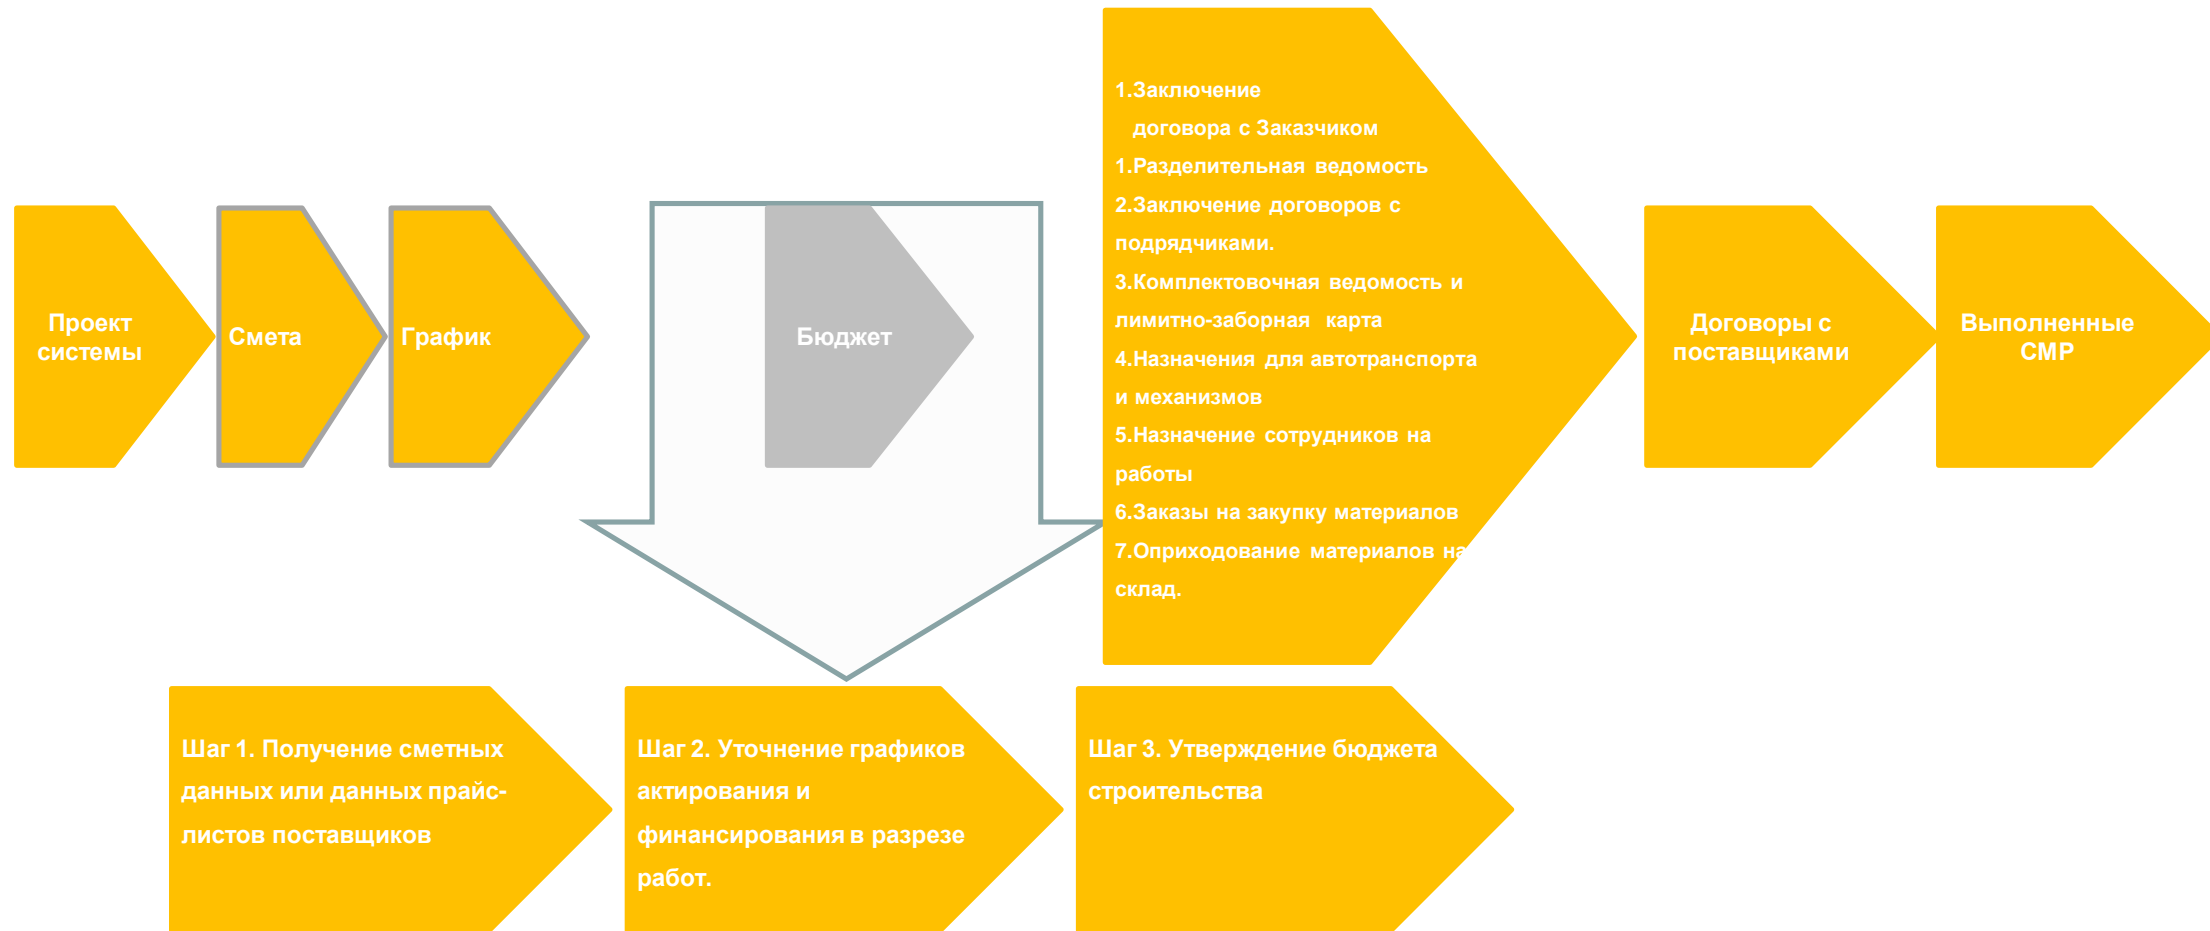 Проект
системы
Смета
График
Бюджет
1.Заключение
договора с Заказчиком
1.Разделительная ведомость
2.Заключение договоров с
подрядчиками.
3.Комплектовочная ведомость и
лимитно-заборная карта
4.Назначения для автотранспорта
и механизмов
5.Назначение сотрудников на
работы
6.Заказы на закупку материалов
7.Оприходование материалов на
склад.
Договоры с
поставщиками
Выполненные
СМР
Шаг 1. Получение сметных
данных или данных прайс-
листов поставщиков
Шаг 2. Уточнение графиков
актирования и
финансирования в разрезе
работ.
Шаг 3. Утверждение бюджета
строительства